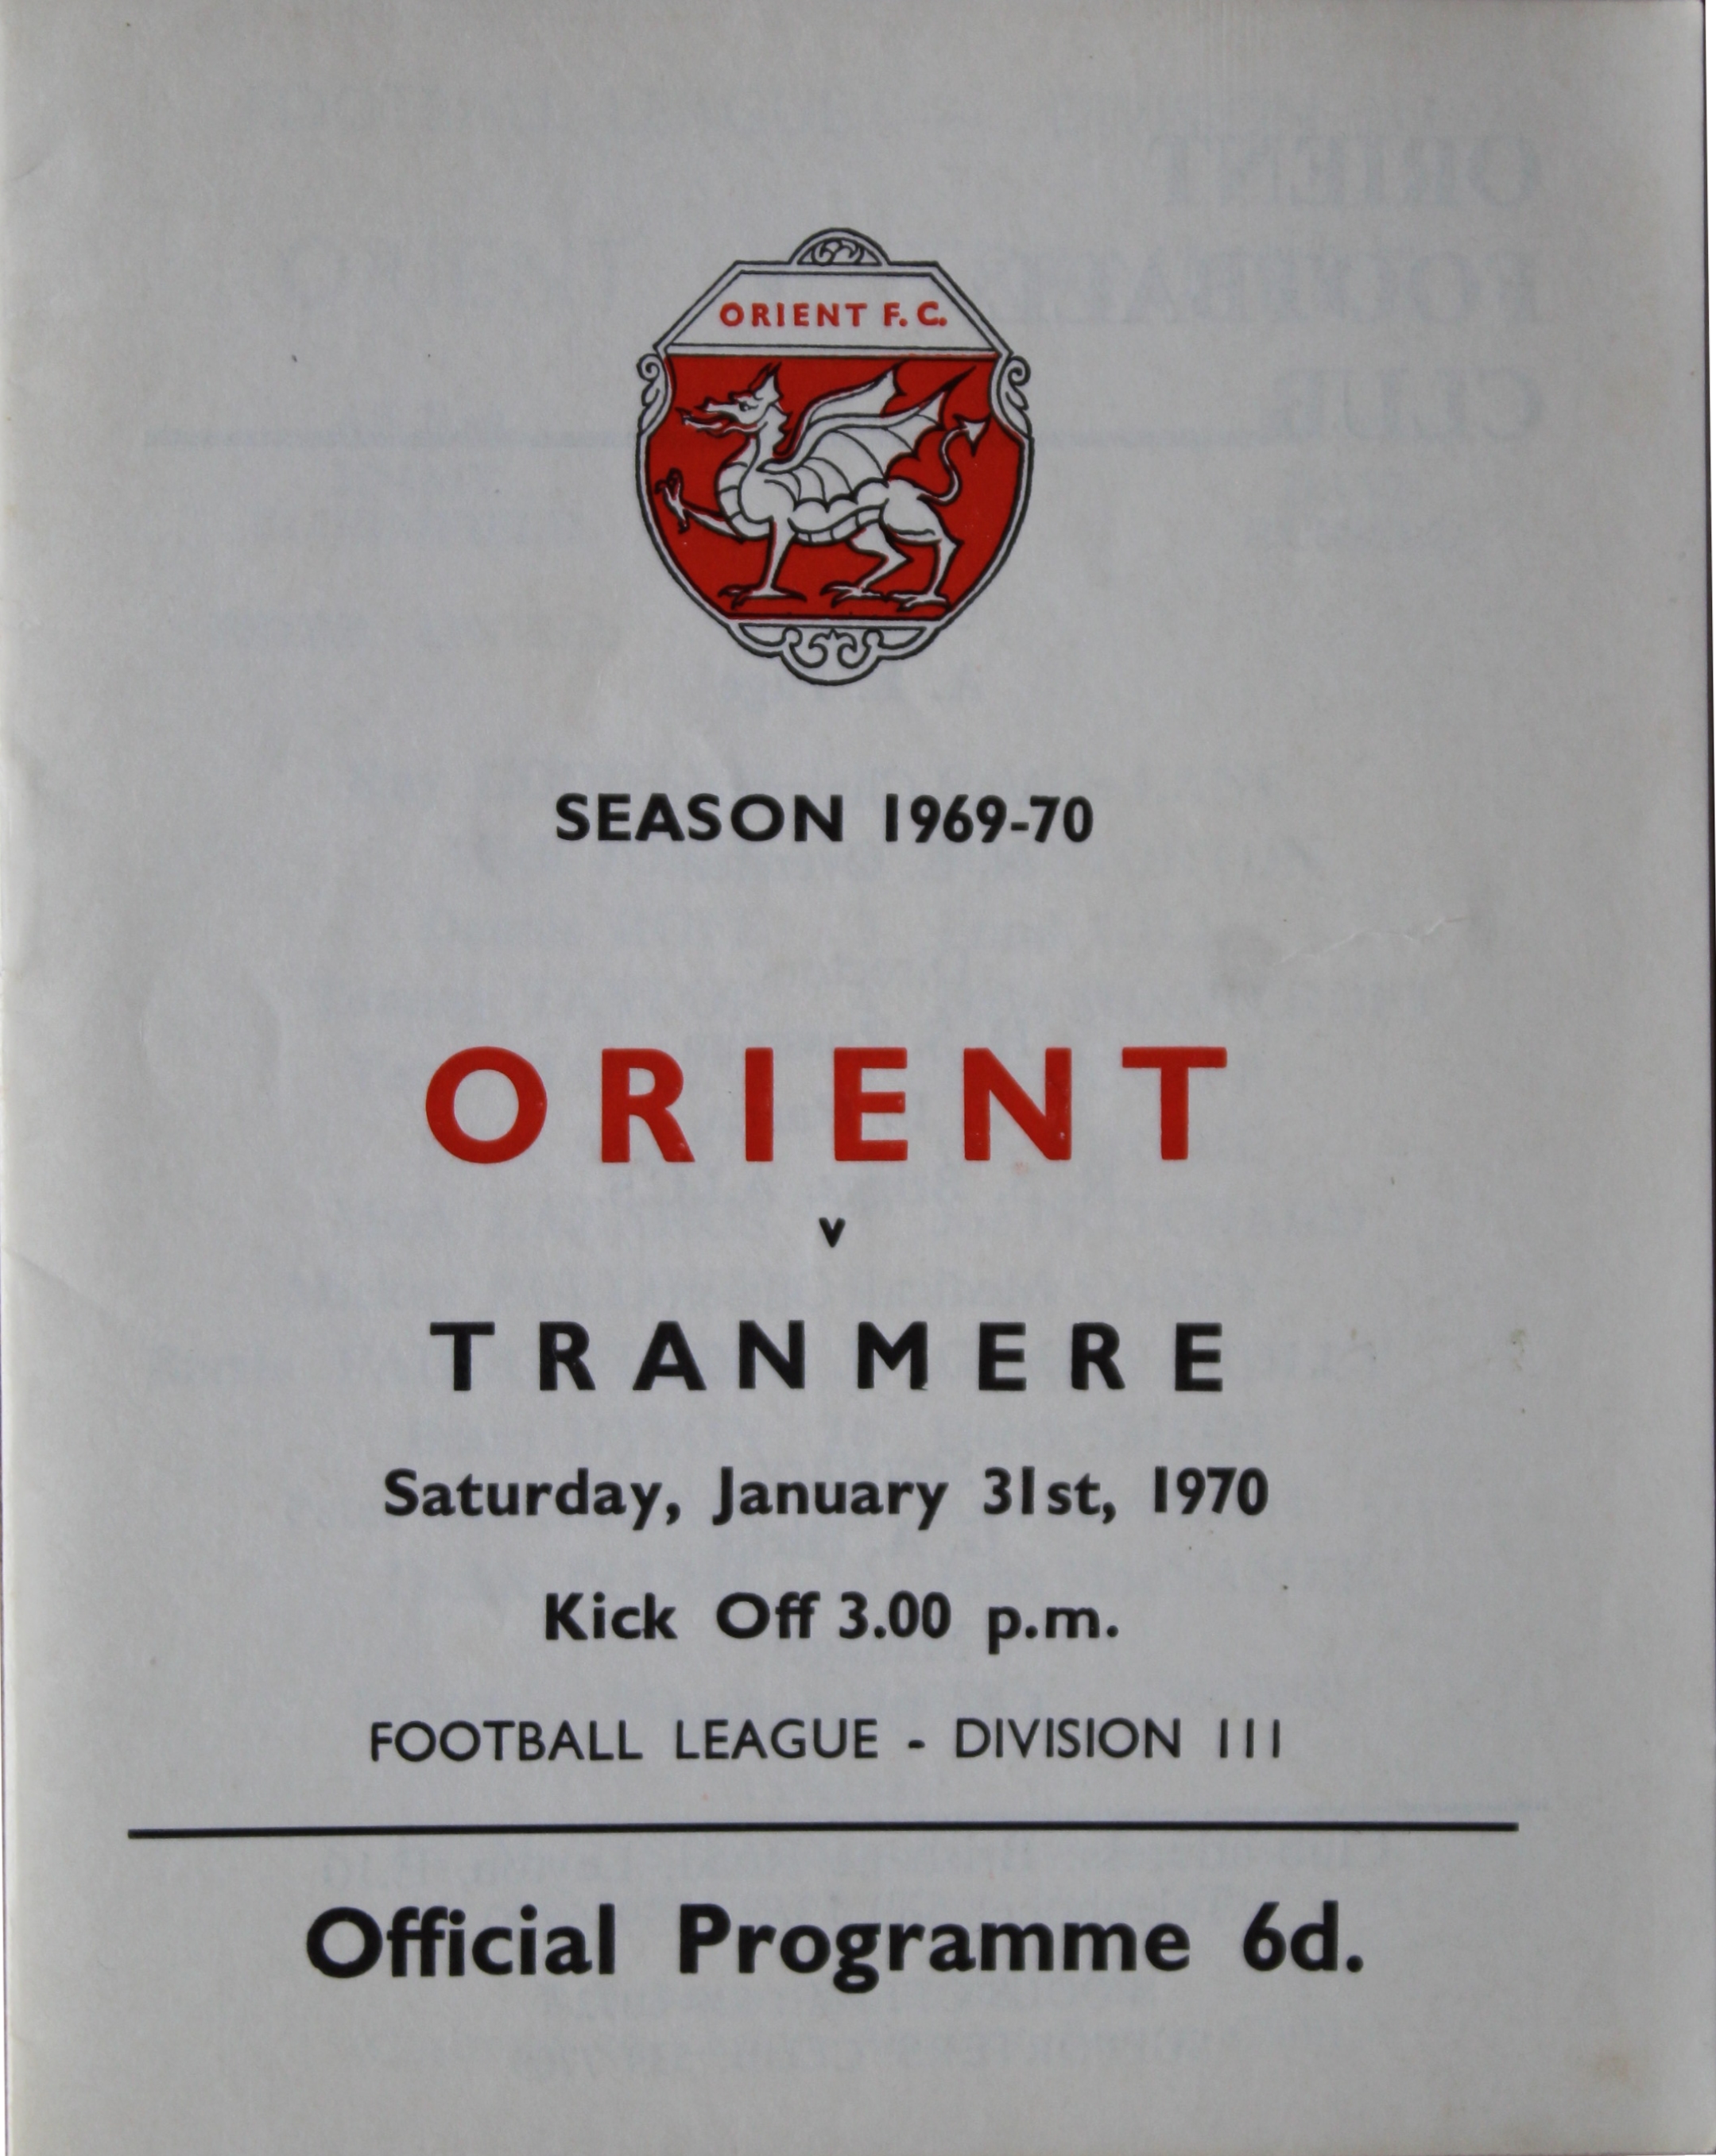 ORIENT F.C.
SEASON 1969-70
ORIENT
v
TRANMERE
Saturday, January 31st, 1970
Kick Off 3.00 p.m.
FOOTBALL LEAGUE - DIVISION III
Official Programme 6d.